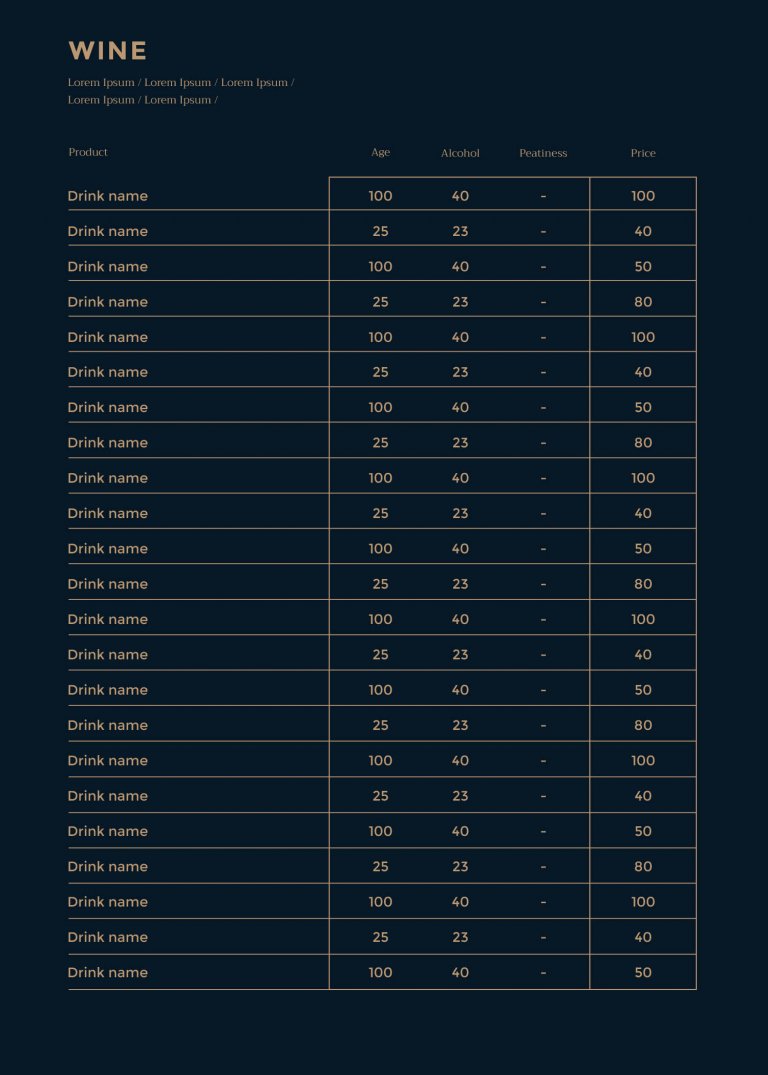 WINE
Lorem Ipsum / Lorem Ipsum / Lorem Ipsum /
Lorem Ipsum / Lorem Ipsum /
Product Age Alcohol Peatiness Price
Drink name 100 40 - 100
Drink name 25 23 - 40
Drink name 100 40 - 50
Drink name 25 23 - 80
Drink name 100 40 - 100
Drink name 25 23 - 40
Drink name 100 40 - 50
Drink name 25 23 - 80
Drink name 100 40 - 100
Drink name 25 23 - 40
Drink name 100 40 - 50
Drink name 25 23 - 80
Drink name 100 40 - 100
Drink name 25 23 - 40
Drink name 100 40 - 50
Drink name 25 23 - 80
Drink name 100 40 - 100
Drink name 25 23 - 40
Drink name 100 40 - 50
Drink name 25 23 - 80
Drink name 100 40 - 100
Drink name 25 23 - 40
Drink name 100 40 - 50